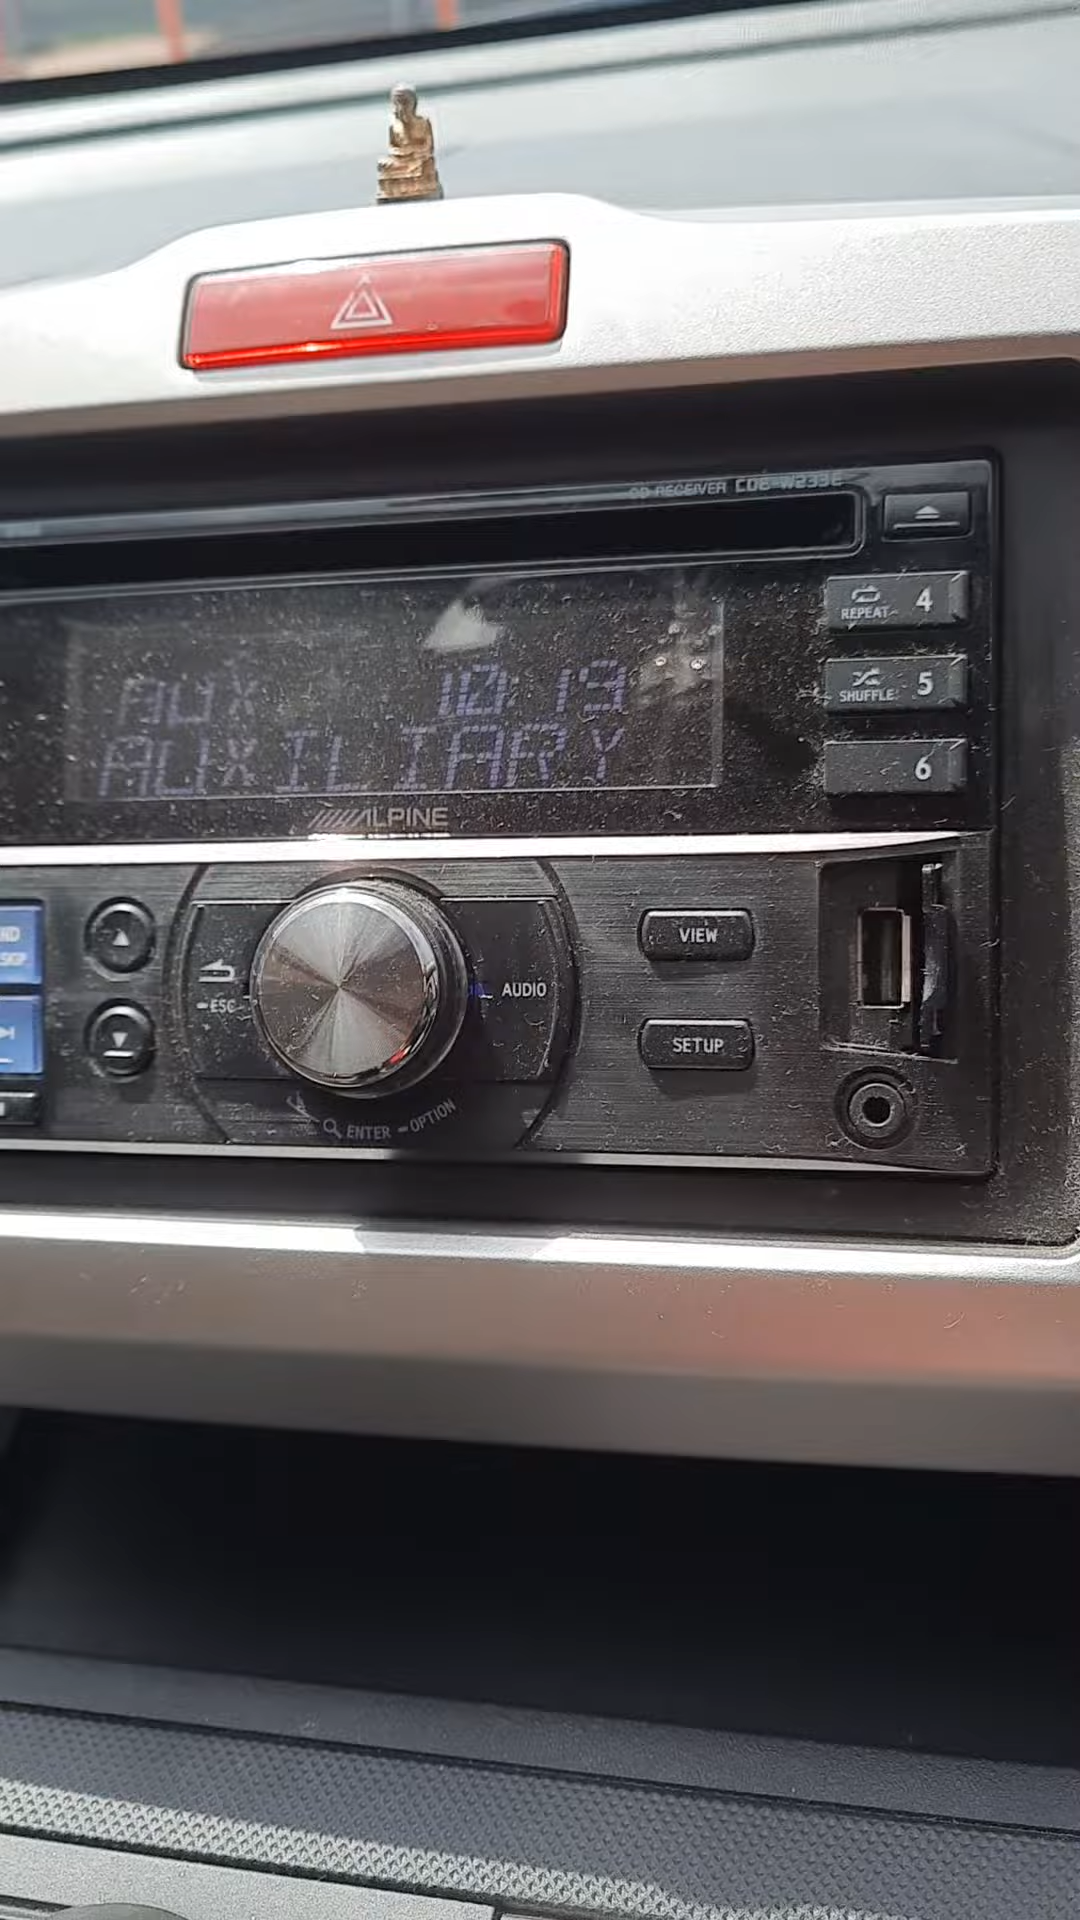 CD RECEIVER CDE-W233E
REPEAT 4
AUX 10:19
SHUFFLE 5
AUXILIARY
6
ALPINE
VIEW
ESC
AUDIO
SETUP
ENTER OPTION